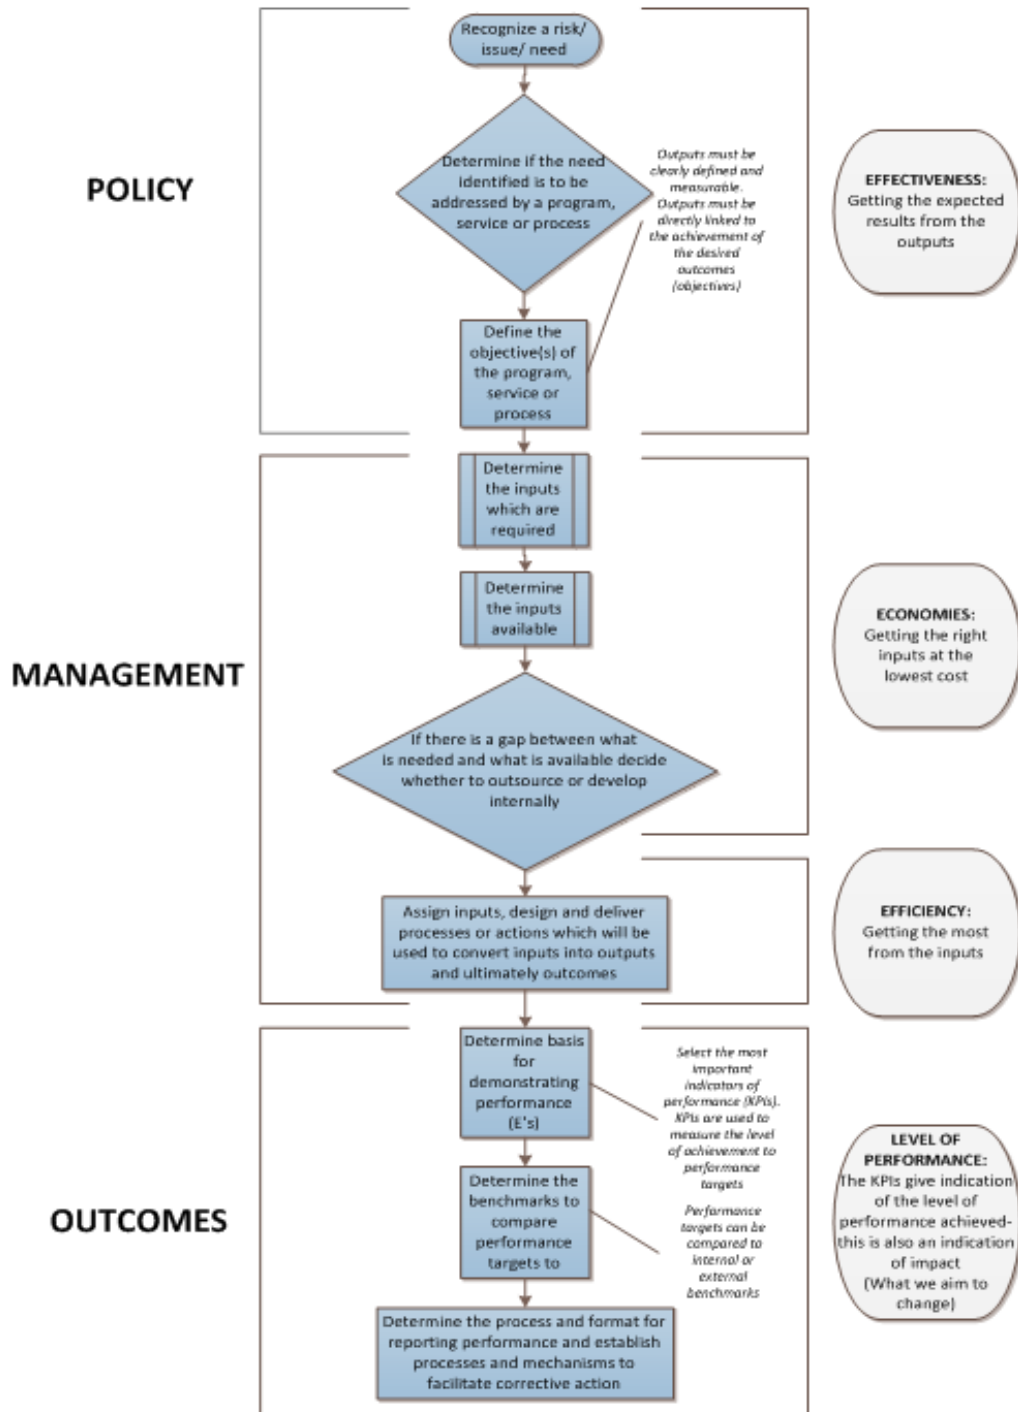 Recognize a risk/
issue/ need
POLICY
Determine if the need
identified is to be
addressed by a program,
service or process
Outputs must be
clearly defined and
measurable.
Outputs must be
directly linked to
the achievement of
the desired
outcomes
(objectives)
EFFECTIVENESS:
Getting the expected
results from the
outputs
Define the
objective(s) of
the program,
service or
process
MANAGEMENT
Determine
the inputs
which are
required
Determine
the inputs
available
ECONOMIES:
Getting the right
inputs at the
lowest cost
If there is a gap between what
is needed and what is available decide
whether to outsource or develop
internally
Assign inputs, design and deliver
processes or actions which will be
used to convert inputs into outputs
and ultimately outcomes
EFFICIENCY:
Getting the most
from the inputs
OUTCOMES
Determine basis
for
demonstrating
performance
(E's)
Select the most
important
indicators of
performance (KPIs).
KPIs are used to
measure the level
of achievement to
performance
targets
Determine the
benchmarks to
compare
performance
targets to
Performance
targets can be
compared to
internal or
external
benchmarks
LEVEL OF
PERFORMANCE:
The KPIs give indication
of the level of
performance achieved-
this is also an indication
of impact
(What we aim to
change)
Determine the process and format for
reporting performance and establish
processes and mechanisms to
facilitate corrective action